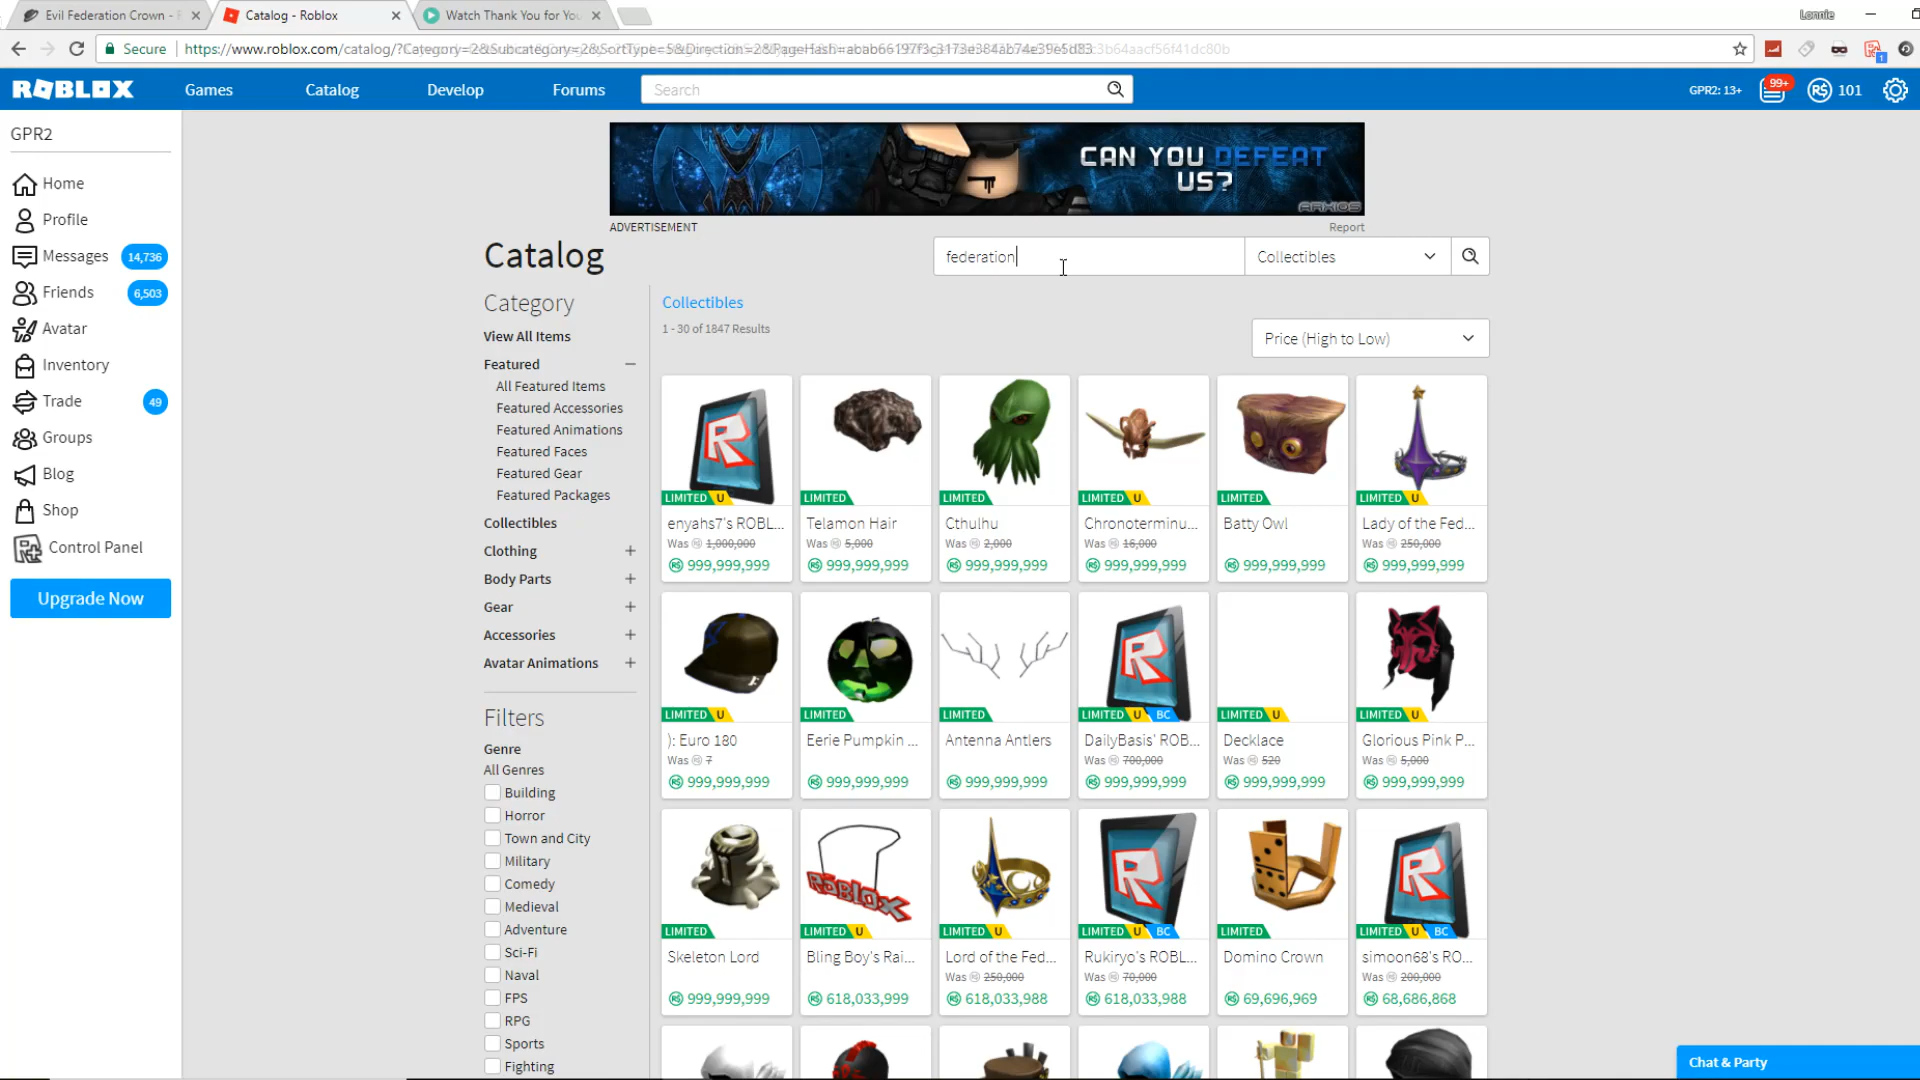 Evil Federation Crown -
Catalog - Roblox
Watch Thank You for You
Lonnie
Secure
https://www.roblox.com/catalog/
ROBLOX
Games
Catalog
Develop
Forums
Search
GPR2: 13+
99+
R$ 101
GPR2
Home
Profile
Messages 14,736
Friends 6,503
Avatar
Inventory
Trade 49
Groups
Blog
Shop
Control Panel
Upgrade Now
CAN YOU DEFEAT
US?
ARXIOS
ADVERTISEMENT
Report
Catalog
federation
Collectibles
Category
View All Items
Featured
All Featured Items
Featured Accessories
Featured Animations
Featured Faces
Featured Gear
Featured Packages
Collectibles
Clothing +
Body Parts +
Gear +
Accessories +
Avatar Animations +
Filters
Genre
All Genres
Building
Horror
Town and City
Military
Comedy
Medieval
Adventure
Sci-Fi
Naval
FPS
RPG
Sports
Fighting
Collectibles
1 - 30 of 1847 Results
Price (High to Low)
LIMITED U
enyahs7's ROBL...
Was 1,000,000
R$ 999,999,999
LIMITED
Telamon Hair
Was 5,000
R$ 999,999,999
LIMITED
Cthulhu
Was 2,000
R$ 999,999,999
LIMITED U
Chronoterminu...
Was 16,000
R$ 999,999,999
LIMITED
Batty Owl
R$ 999,999,999
LIMITED U
Lady of the Fed...
Was 250,000
R$ 999,999,999
LIMITED U
): Euro 180
Was 7
R$ 999,999,999
LIMITED
Eerie Pumpkin ...
R$ 999,999,999
LIMITED
Antenna Antlers
R$ 999,999,999
LIMITED U BC
DailyBasis' ROB...
Was 700,000
R$ 999,999,999
LIMITED U
Decklace
Was 520
R$ 999,999,999
LIMITED U
Glorious Pink P...
Was 5,000
R$ 999,999,999
LIMITED
Skeleton Lord
R$ 999,999,999
ROBLOX
LIMITED U
Bling Boy's Rai...
R$ 618,033,999
LIMITED U
Lord of the Fed...
Was 250,000
R$ 618,033,988
LIMITED U BC
Rukiryo's ROBL...
Was 70,000
R$ 618,033,988
LIMITED
Domino Crown
R$ 69,696,969
LIMITED U BC
simoon68's RO...
Was 200,000
R$ 68,686,868
Chat & Party